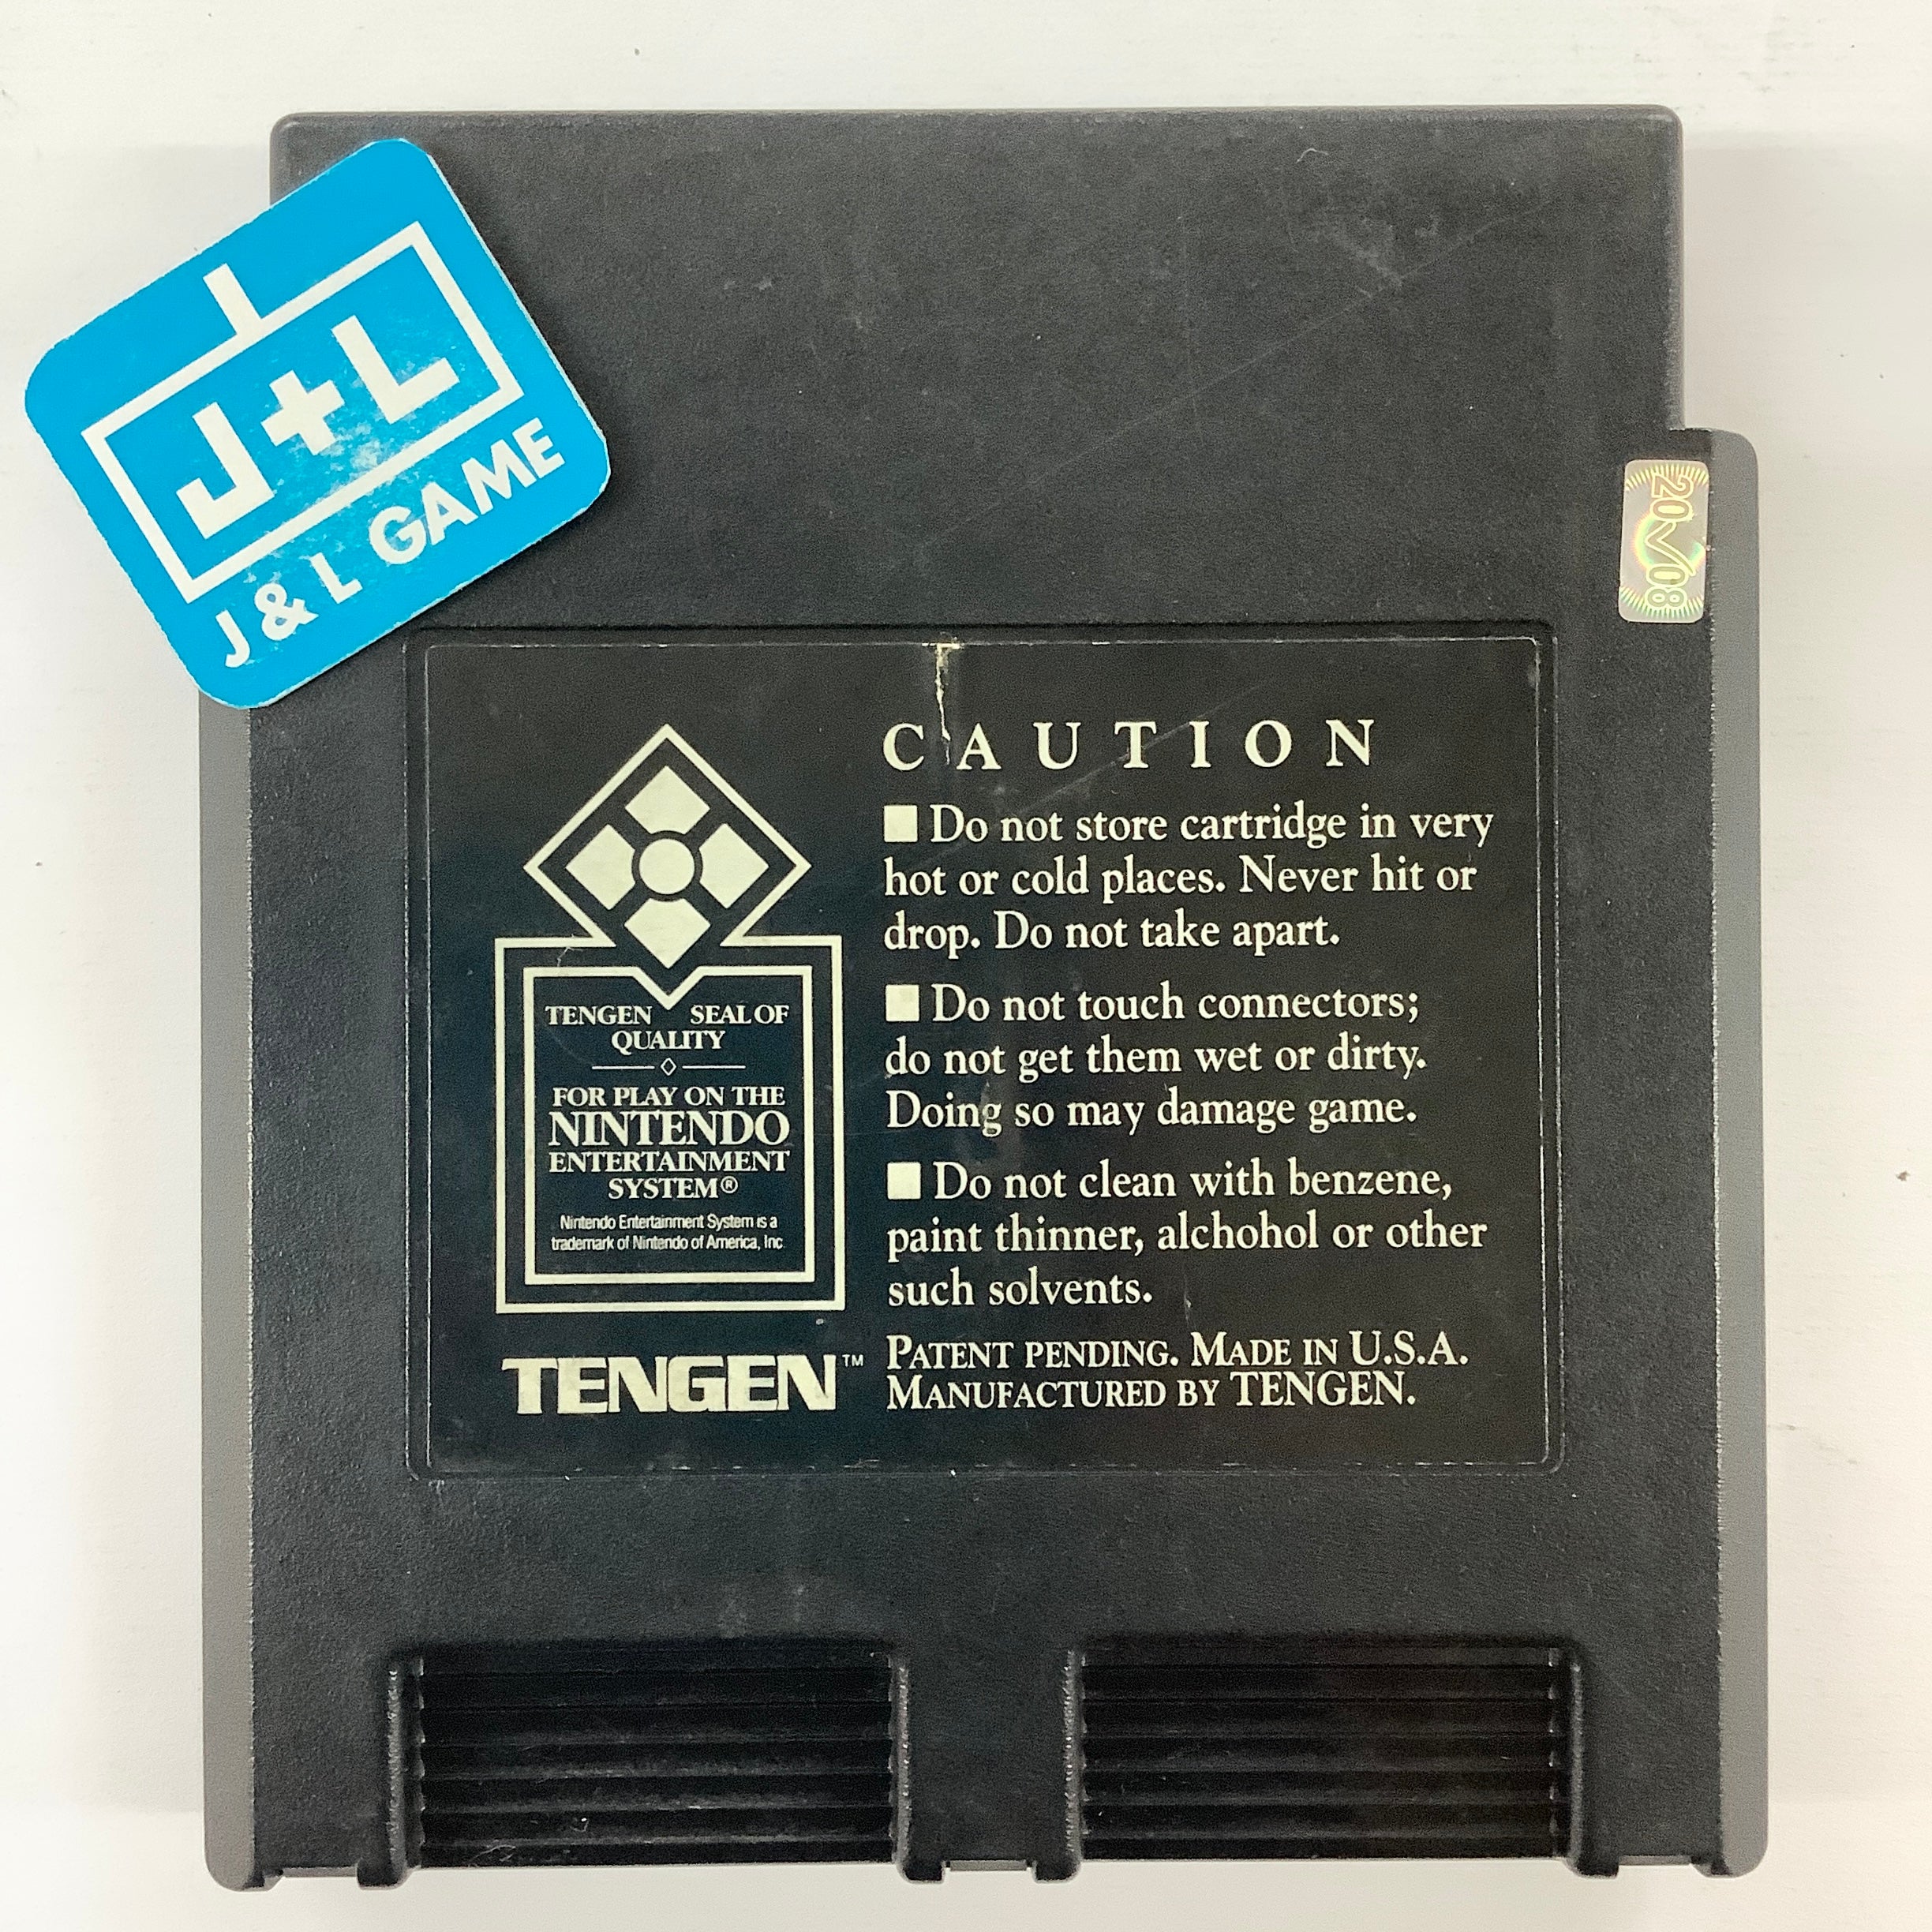 J+L
J & L GAME
20 08
CAUTION
■ Do not store cartridge in very
hot or cold places. Never hit or
drop. Do not take apart.
■ Do not touch connectors;
do not get them wet or dirty.
Doing so may damage game.
■ Do not clean with benzene,
paint thinner, alchohol or other
such solvents.
PATENT PENDING. MADE IN U.S.A.
MANUFACTURED BY TENGEN.
TENGEN SEAL OF
QUALITY
FOR PLAY ON THE
NINTENDO
ENTERTAINMENT
SYSTEM®
Nintendo Entertainment System is a
trademark of Nintendo of America, Inc
TENGEN™